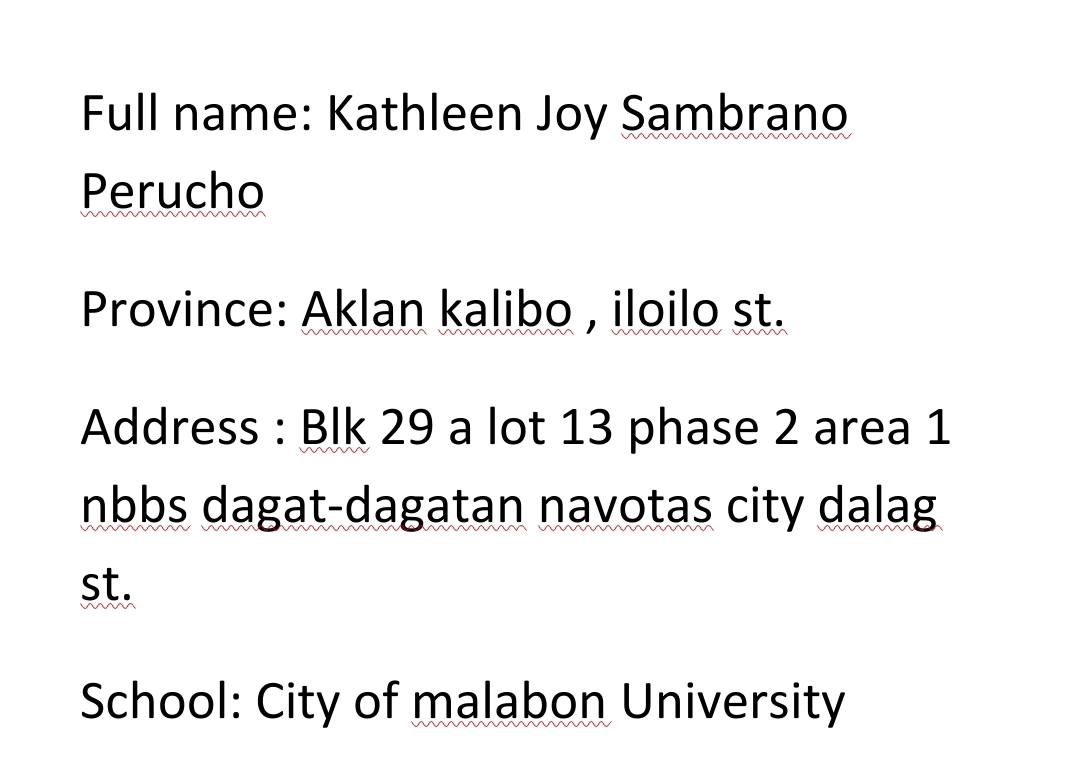 Full name: Kathleen Joy Sambrano
Perucho
Province: Aklan kalibo , iloilo st.
Address : Blk 29 a lot 13 phase 2 area 1
nbbs dagat-dagatan navotas city dalag
st.
School: City of malabon University